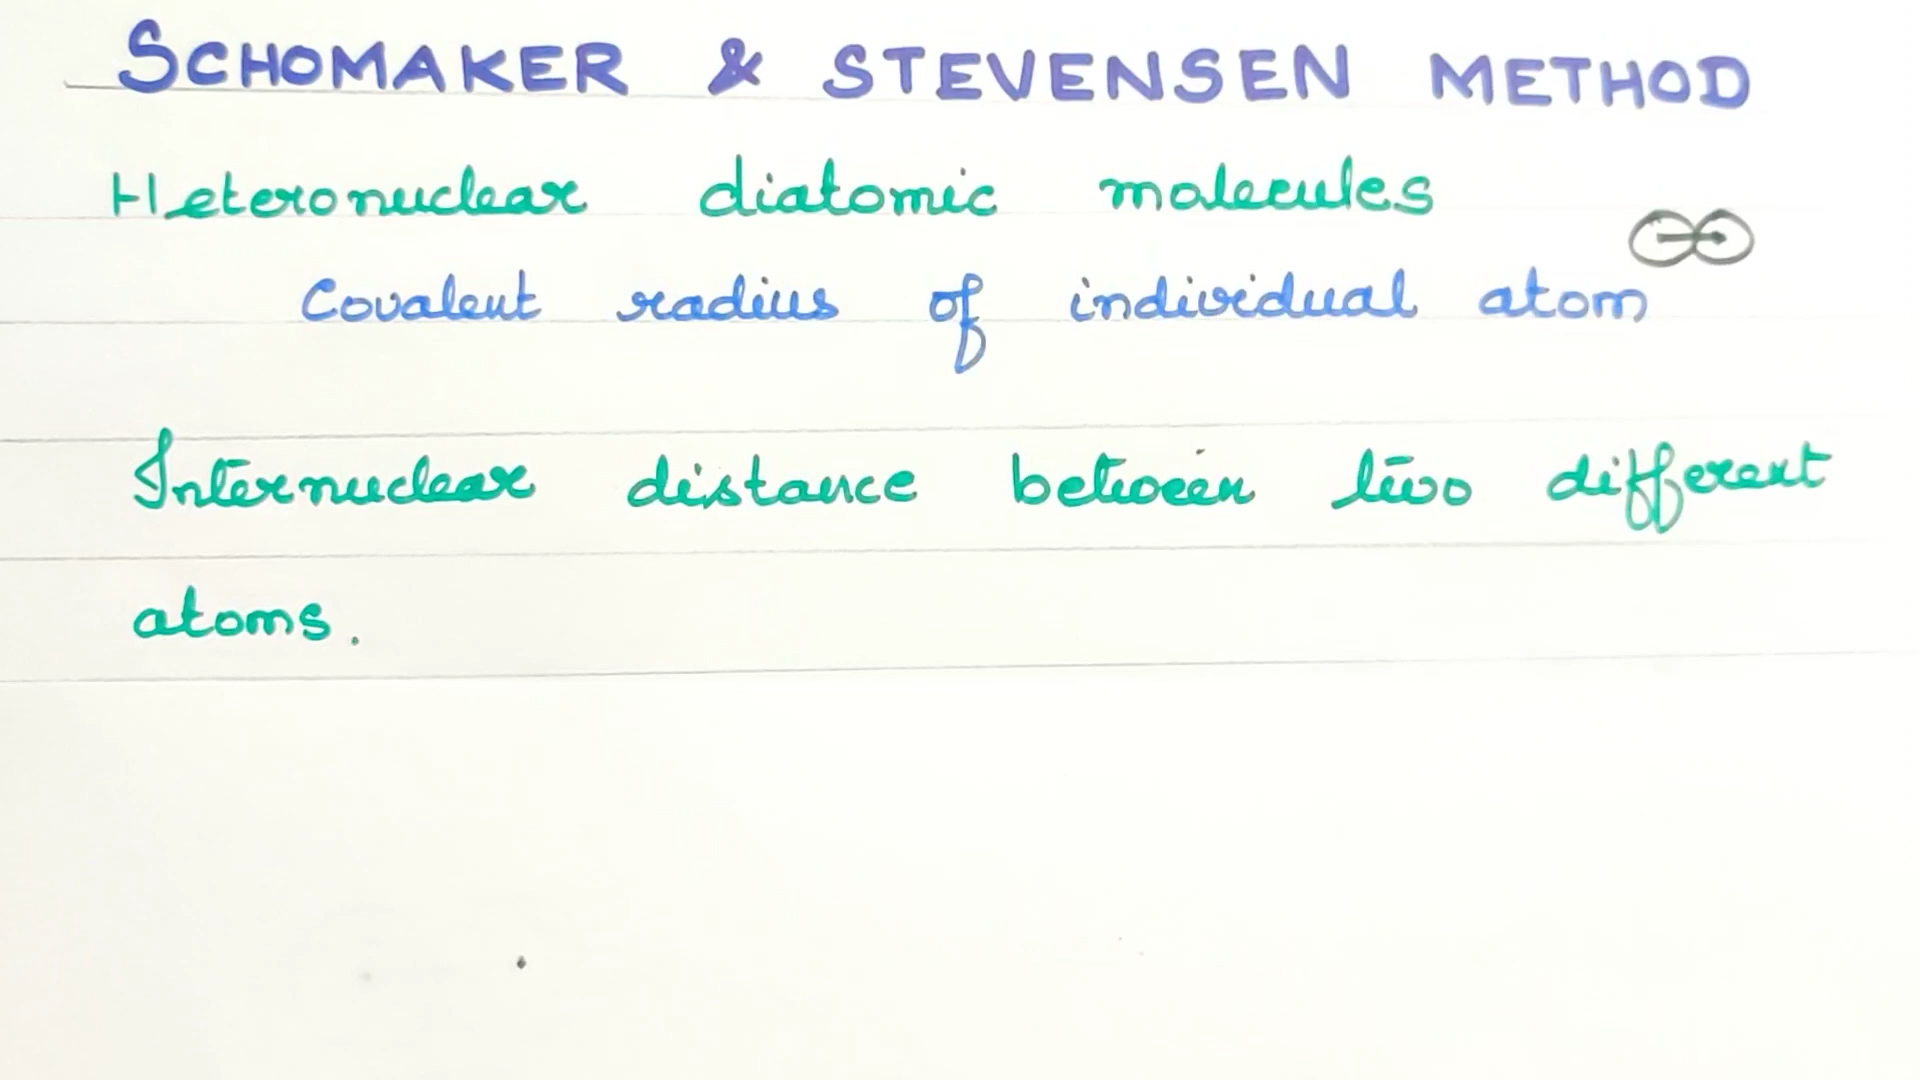 SCHOMAKER & STEVENSEN METHOD
Heteronuclear diatomic molecules
Covalent radius of individual atom
Internuclear distance between two different
atoms.